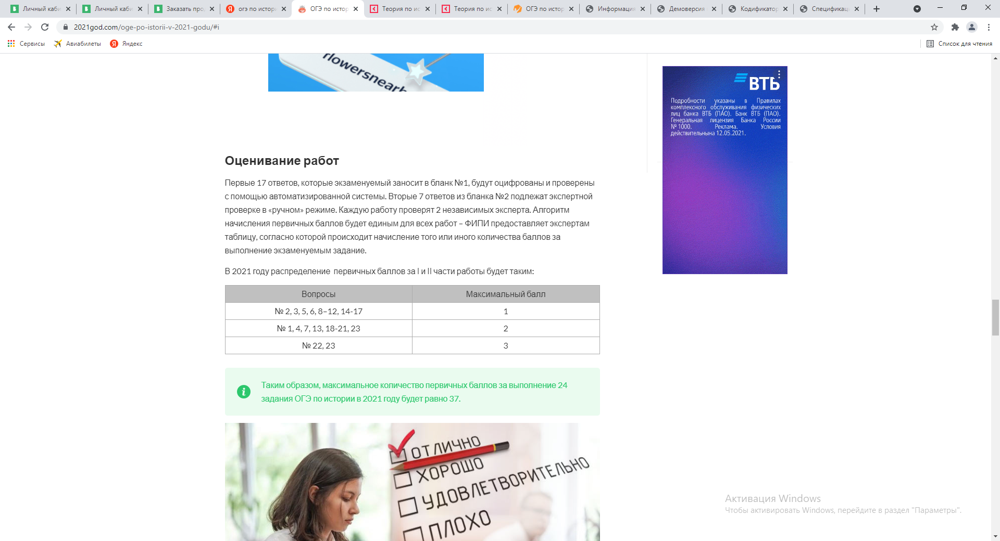 Личный каби
Личный каби
Заказать про
огэ по истори
ОГЭ по истор
Теория по ис
Теория по ис
ОГЭ по истор
Информация
Демоверсия
Кодификатор
Спецификац
2021god.com/oge-po-istorii-v-2021-godu/#i
Сервисы
Авиабилеты
Яндекс
Список для чтения
flowersnearb
ВТБ
Подробности указаны в Правилах
комплексного обслуживания физических
лиц банка ВТБ (ПАО). Банк ВТБ (ПАО).
Генеральная лицензия Банка России
№ 1000. Реклама. Условия
действительнына 12.05.2021.
Оценивание работ
Первые 17 ответов, которые экзаменуемый заносит в бланк №1, будут оцифрованы и проверены
с помощью автоматизированной системы. Вторые 7 ответов из бланка №2 подлежат экспертной
проверке в «ручном» режиме. Каждую работу проверят 2 независимых эксперта. Алгоритм
начисления первичных баллов будет единым для всех работ – ФИПИ предоставляет экспертам
таблицу, согласно которой происходит начисление того или иного количества баллов за
выполнение экзаменуемым задание.
В 2021 году распределение первичных баллов за I и II части работы будет таким:
Вопросы Максимальный балл
№ 2, 3, 5, 6, 8–12, 14-17 1
№ 1, 4, 7, 13, 18-21, 23 2
№ 22, 23 3
Таким образом, максимальное количество первичных баллов за выполнение 24
задания ОГЭ по истории в 2021 году будет равно 37.
ОТЛИЧНО
ХОРОШО
УДОВЛЕТВОРИТЕЛЬНО
ПЛОХО
Активация Windows
Чтобы активировать Windows, перейдите в раздел "Параметры".